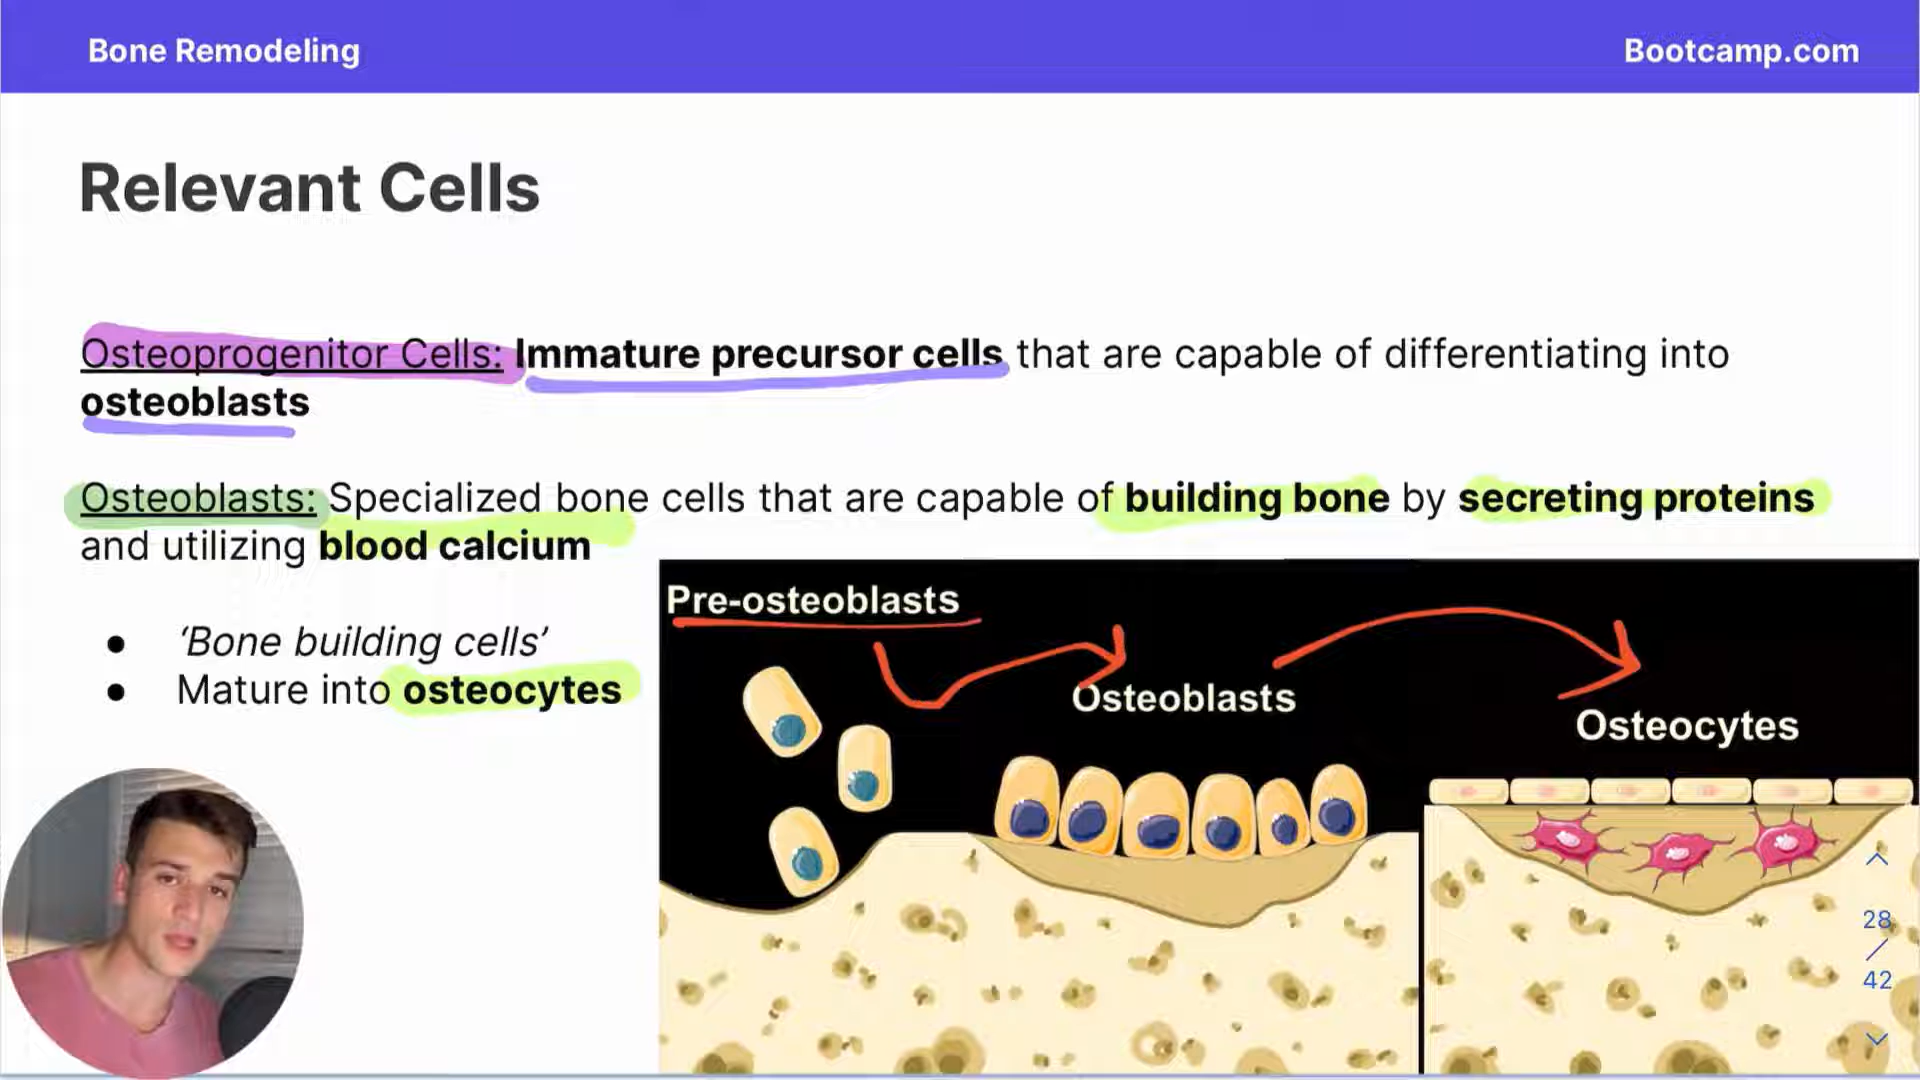 Bone Remodeling
Bootcamp.com
Relevant Cells
Osteoprogenitor Cells: Immature precursor cells that are capable of differentiating into
osteoblasts
Osteoblasts: Specialized bone cells that are capable of building bone by secreting proteins
and utilizing blood calcium
● ‘Bone building cells’
● Mature into osteocytes
Pre-osteoblasts
Osteoblasts
Osteocytes
28
/
42